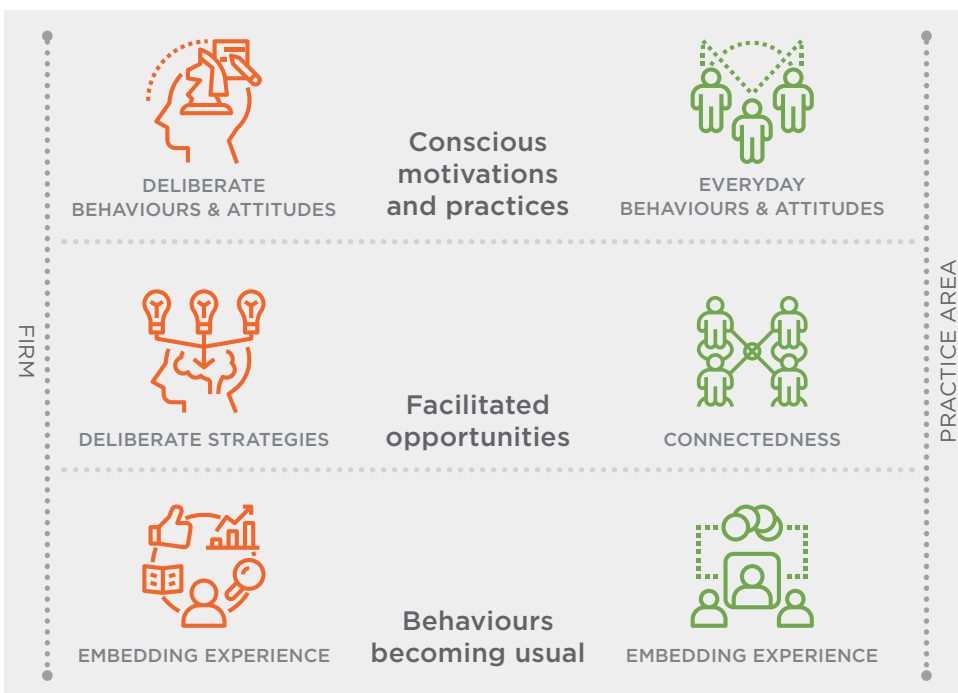 FIRM
DELIBERATE
BEHAVIOURS & ATTITUDES
Conscious
motivations
and practices
EVERYDAY
BEHAVIOURS & ATTITUDES
DELIBERATE STRATEGIES
Facilitated
opportunities
CONNECTEDNESS
EMBEDDING EXPERIENCE
Behaviours
becoming usual
EMBEDDING EXPERIENCE
PRACTICE AREA